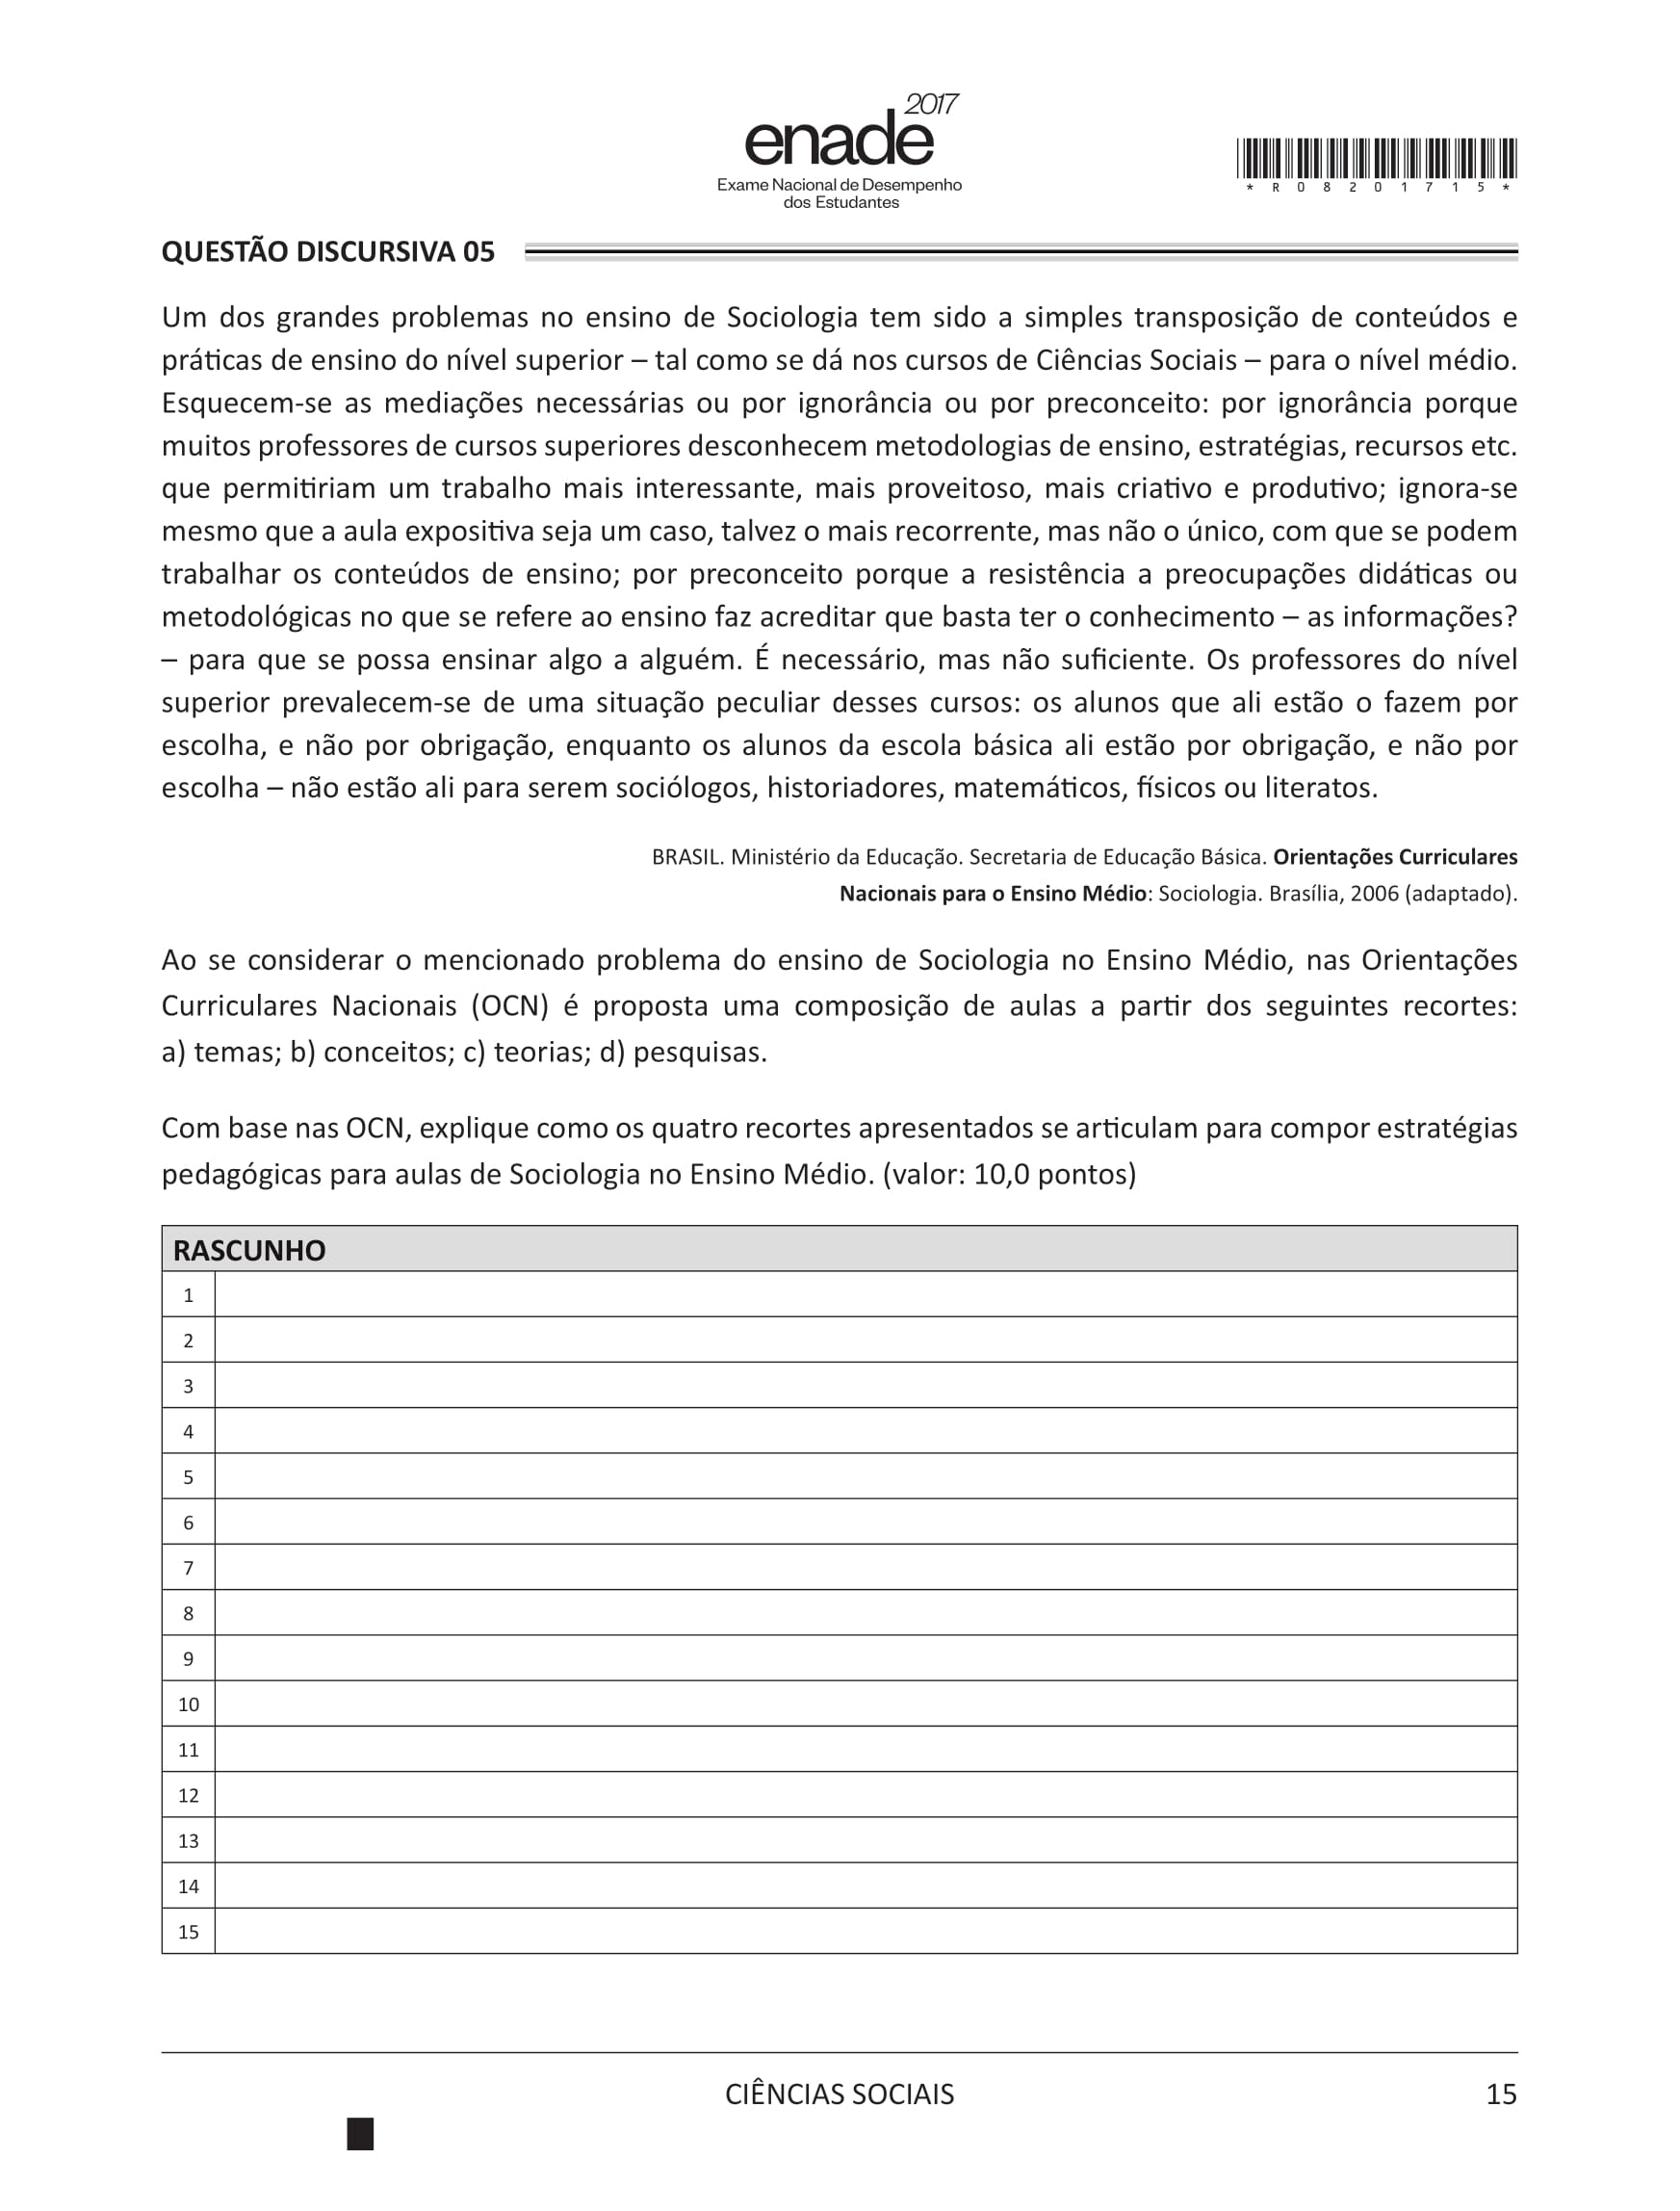 2017
enade
Exame Nacional de Desempenho
dos Estudantes
* R 0 8 2 0 1 7 1 5 *
QUESTÃO DISCURSIVA 05
Um dos grandes problemas no ensino de Sociologia tem sido a simples transposição de conteúdos e
práticas de ensino do nível superior – tal como se dá nos cursos de Ciências Sociais – para o nível médio.
Esquecem-se as mediações necessárias ou por ignorância ou por preconceito: por ignorância porque
muitos professores de cursos superiores desconhecem metodologias de ensino, estratégias, recursos etc.
que permitiriam um trabalho mais interessante, mais proveitoso, mais criativo e produtivo; ignora-se
mesmo que a aula expositiva seja um caso, talvez o mais recorrente, mas não o único, com que se podem
trabalhar os conteúdos de ensino; por preconceito porque a resistência a preocupações didáticas ou
metodológicas no que se refere ao ensino faz acreditar que basta ter o conhecimento – as informações?
– para que se possa ensinar algo a alguém. É necessário, mas não suficiente. Os professores do nível
superior prevalecem-se de uma situação peculiar desses cursos: os alunos que ali estão o fazem por
escolha, e não por obrigação, enquanto os alunos da escola básica ali estão por obrigação, e não por
escolha – não estão ali para serem sociólogos, historiadores, matemáticos, físicos ou literatos.
BRASIL. Ministério da Educação. Secretaria de Educação Básica. Orientações Curriculares
Nacionais para o Ensino Médio: Sociologia. Brasília, 2006 (adaptado).
Ao se considerar o mencionado problema do ensino de Sociologia no Ensino Médio, nas Orientações
Curriculares Nacionais (OCN) é proposta uma composição de aulas a partir dos seguintes recortes:
a) temas; b) conceitos; c) teorias; d) pesquisas.
Com base nas OCN, explique como os quatro recortes apresentados se articulam para compor estratégias
pedagógicas para aulas de Sociologia no Ensino Médio. (valor: 10,0 pontos)
RASCUNHO
1
2
3
4
5
6
7
8
9
10
11
12
13
14
15
CIÊNCIAS SOCIAIS
15